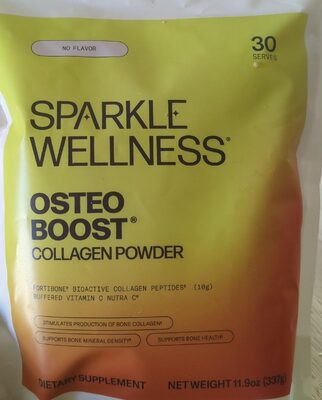 NO FLAVOR
30
SERVES
SPARKLE
WELLNESS®
OSTEO
BOOST®
COLLAGEN POWDER
FORTIBONE® BIOACTIVE COLLAGEN PEPTIDES® (10g)
BUFFERED VITAMIN C NUTRA C®
STIMULATES PRODUCTION OF BONE COLLAGEN†
SUPPORTS BONE MINERAL DENSITY† SUPPORTS BONE HEALTH†
DIETARY SUPPLEMENT NET WEIGHT 11.9oz (337g)